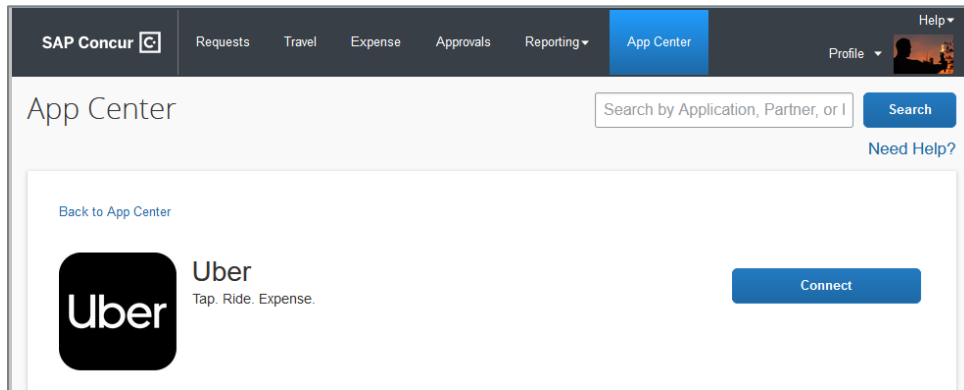 Help
SAP Concur C
Requests
Travel
Expense
Approvals
Reporting
App Center
Profile
App Center
Search by Application, Partner, or
Search
Need Help?
Back to App Center
Uber
Uber
Tap. Ride. Expense.
Connect